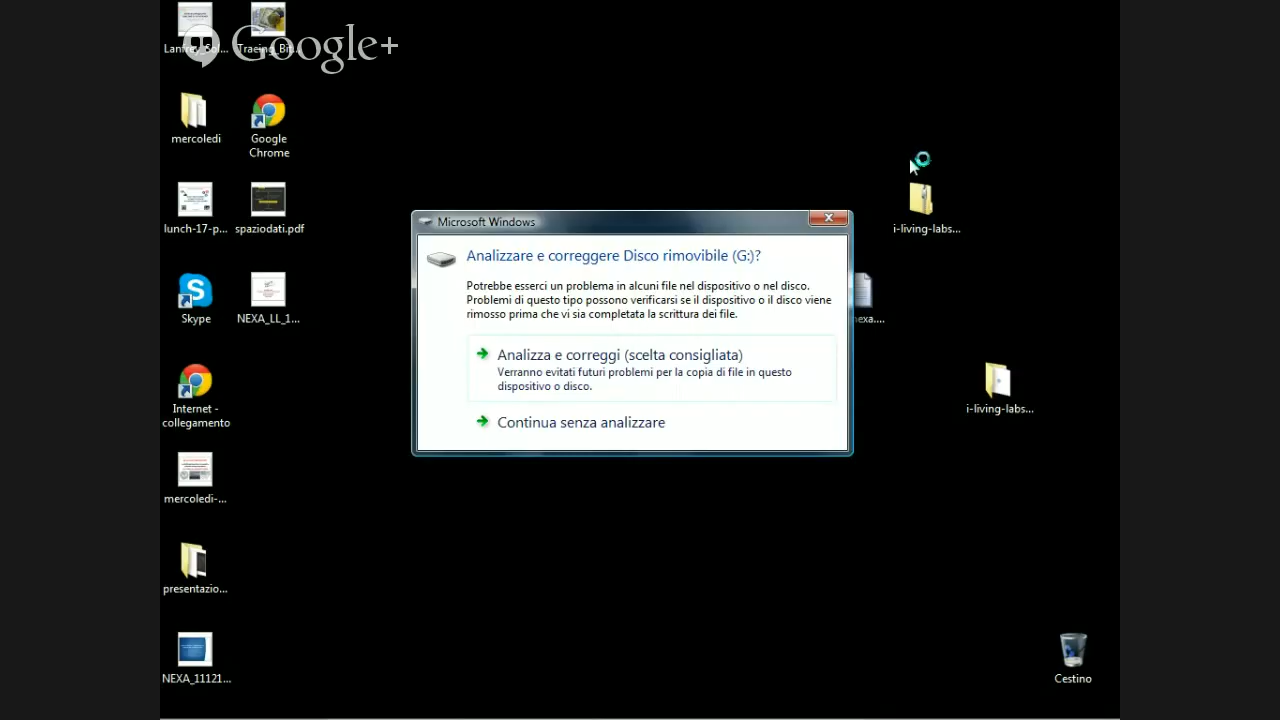 Google+
Lanfrey_Sol...
Tracing_Bit...
mercoledi
Google
Chrome
lunch-17-p...
spaziodati.pdf
Skype
NEXA_LL_1...
Internet -
collegamento
mercoledi-...
presentazio...
NEXA_11121...
Microsoft Windows
Analizzare e correggere Disco rimovibile (G:)?
Potrebbe esserci un problema in alcuni file nel dispositivo o nel disco.
Problemi di questo tipo possono verificarsi se il dispositivo o il disco viene
rimosso prima che vi sia completata la scrittura dei file.
Analizza e correggi (scelta consigliata)
Verranno evitati futuri problemi per la copia di file in questo
dispositivo o disco.
Continua senza analizzare
i-living-labs...
nexa....
i-living-labs...
Cestino